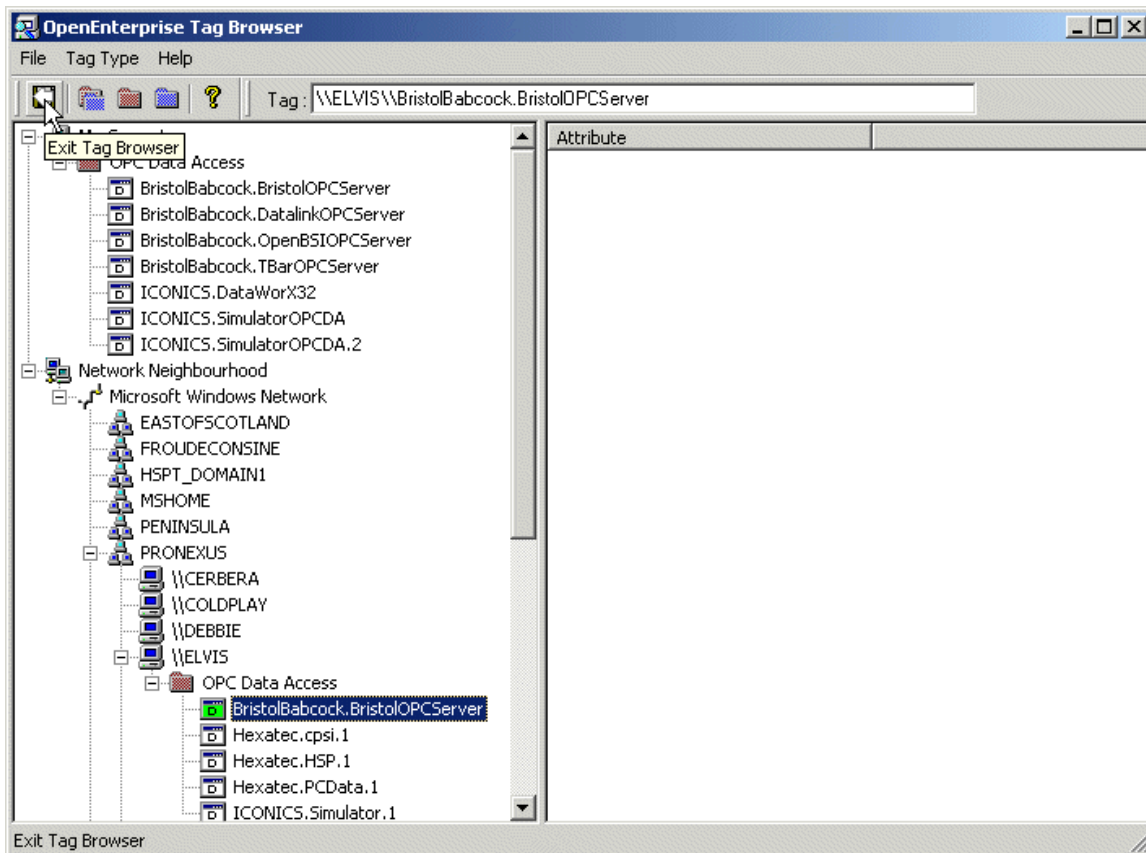 OpenEnterprise Tag Browser
File Tag Type Help
Tag : \\ELVIS\\BristolBabcock.BristolOPCServer
Exit Tag Browser
Attribute
OPC Data Access
BristolBabcock.BristolOPCServer
BristolBabcock.DatalinkOPCServer
BristolBabcock.OpenBSIOPCServer
BristolBabcock.TBarOPCServer
ICONICS.DataWorX32
ICONICS.SimulatorOPCDA
ICONICS.SimulatorOPCDA.2
Network Neighbourhood
Microsoft Windows Network
EASTOFSCOTLAND
FROUDECONSINE
HSPT_DOMAIN1
MSHOME
PENINSULA
PRONEXUS
\\CERBERA
\\COLDPLAY
\\DEBBIE
\\ELVIS
OPC Data Access
BristolBabcock.BristolOPCServer
Hexatec.cpsi.1
Hexatec.HSP.1
Hexatec.PCData.1
ICONICS.Simulator.1
Exit Tag Browser